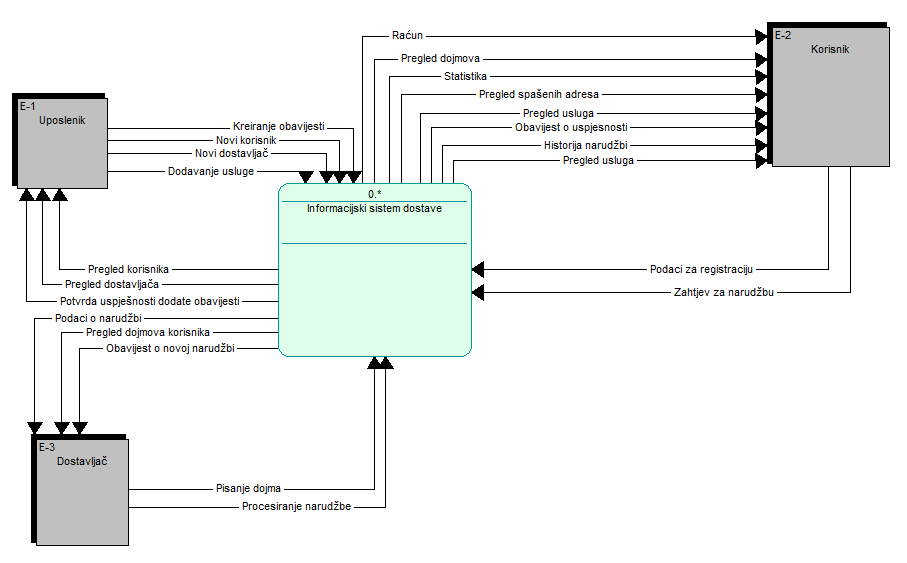 E-1
Uposlenik
E-2
Korisnik
Raćun
Pregled dojmova
Statistika
Pregled spašenih adresa
Pregled usluga
Obavijest o uspjesnosti
Historija narudžbi
Pregled usluga
Kreiranje obavijesti
Novi korisnik
Novi dostavljač
Dodavanje usluge
0.*
Informacijski sistem dostave
Pregled korisnika
Pregled dostavljača
Potvrda uspješnosti dodate obavijesti
Podaci o narudžbi
Pregled dojmova korisnika
Obavijest o novoj narudžbi
Podaci za registraciju
Zahtjev za narudžbu
E-3
Dostavljač
Pisanje dojma
Procesiranje narudžbe